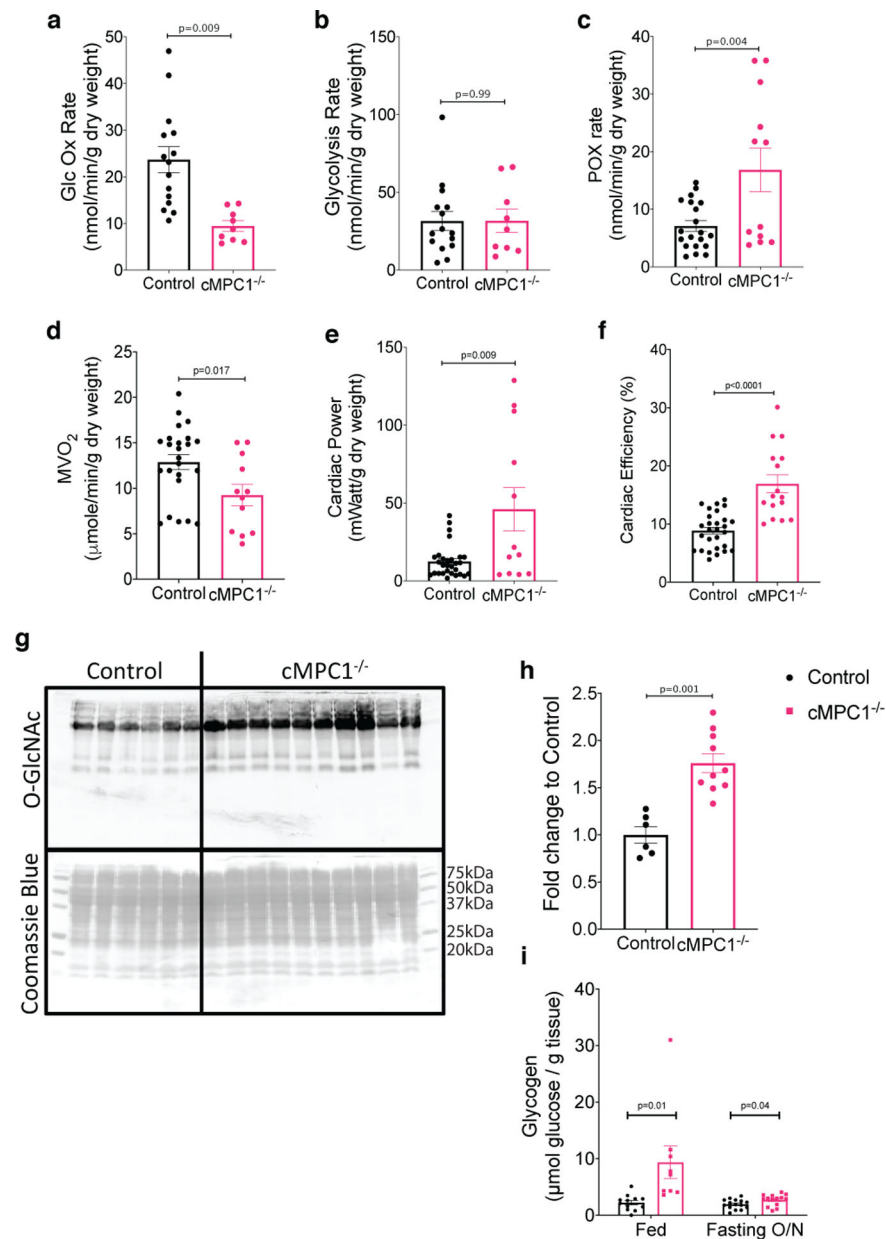 a
p=0.009
Glc Ox Rate
(nmol/min/g dry weight)
50
40
30
20
10
0
Control cMPC1-/-
b
p=0.99
Glycolysis Rate
(nmol/min/g dry weight)
150
100
50
0
Control cMPC1-/-
c
p=0.004
POX rate
(nmol/min/g dry weight)
40
30
20
10
0
Control cMPC1-/-
d
p=0.017
MVO2
(μmole/min/g dry weight)
25
20
15
10
5
0
Control cMPC1-/-
e
p=0.009
Cardiac Power
(mWatt/g dry weight)
150
100
50
0
Control cMPC1-/-
f
p<0.0001
Cardiac Efficiency (%)
40
30
20
10
0
Control cMPC1-/-
g
Control cMPC1-/-
O-GlcNAc
Coomassie Blue
75kDa
50kDa
37kDa
25kDa
20kDa
h
p=0.001
Fold change to Control
2.5
2.0
1.5
1.0
0.5
0.0
Control cMPC1-/-
Control
cMPC1-/-
i
Glycogen
(μmol glucose / g tissue)
40
30
20
10
0
p=0.01
p=0.04
Fed Fasting O/N